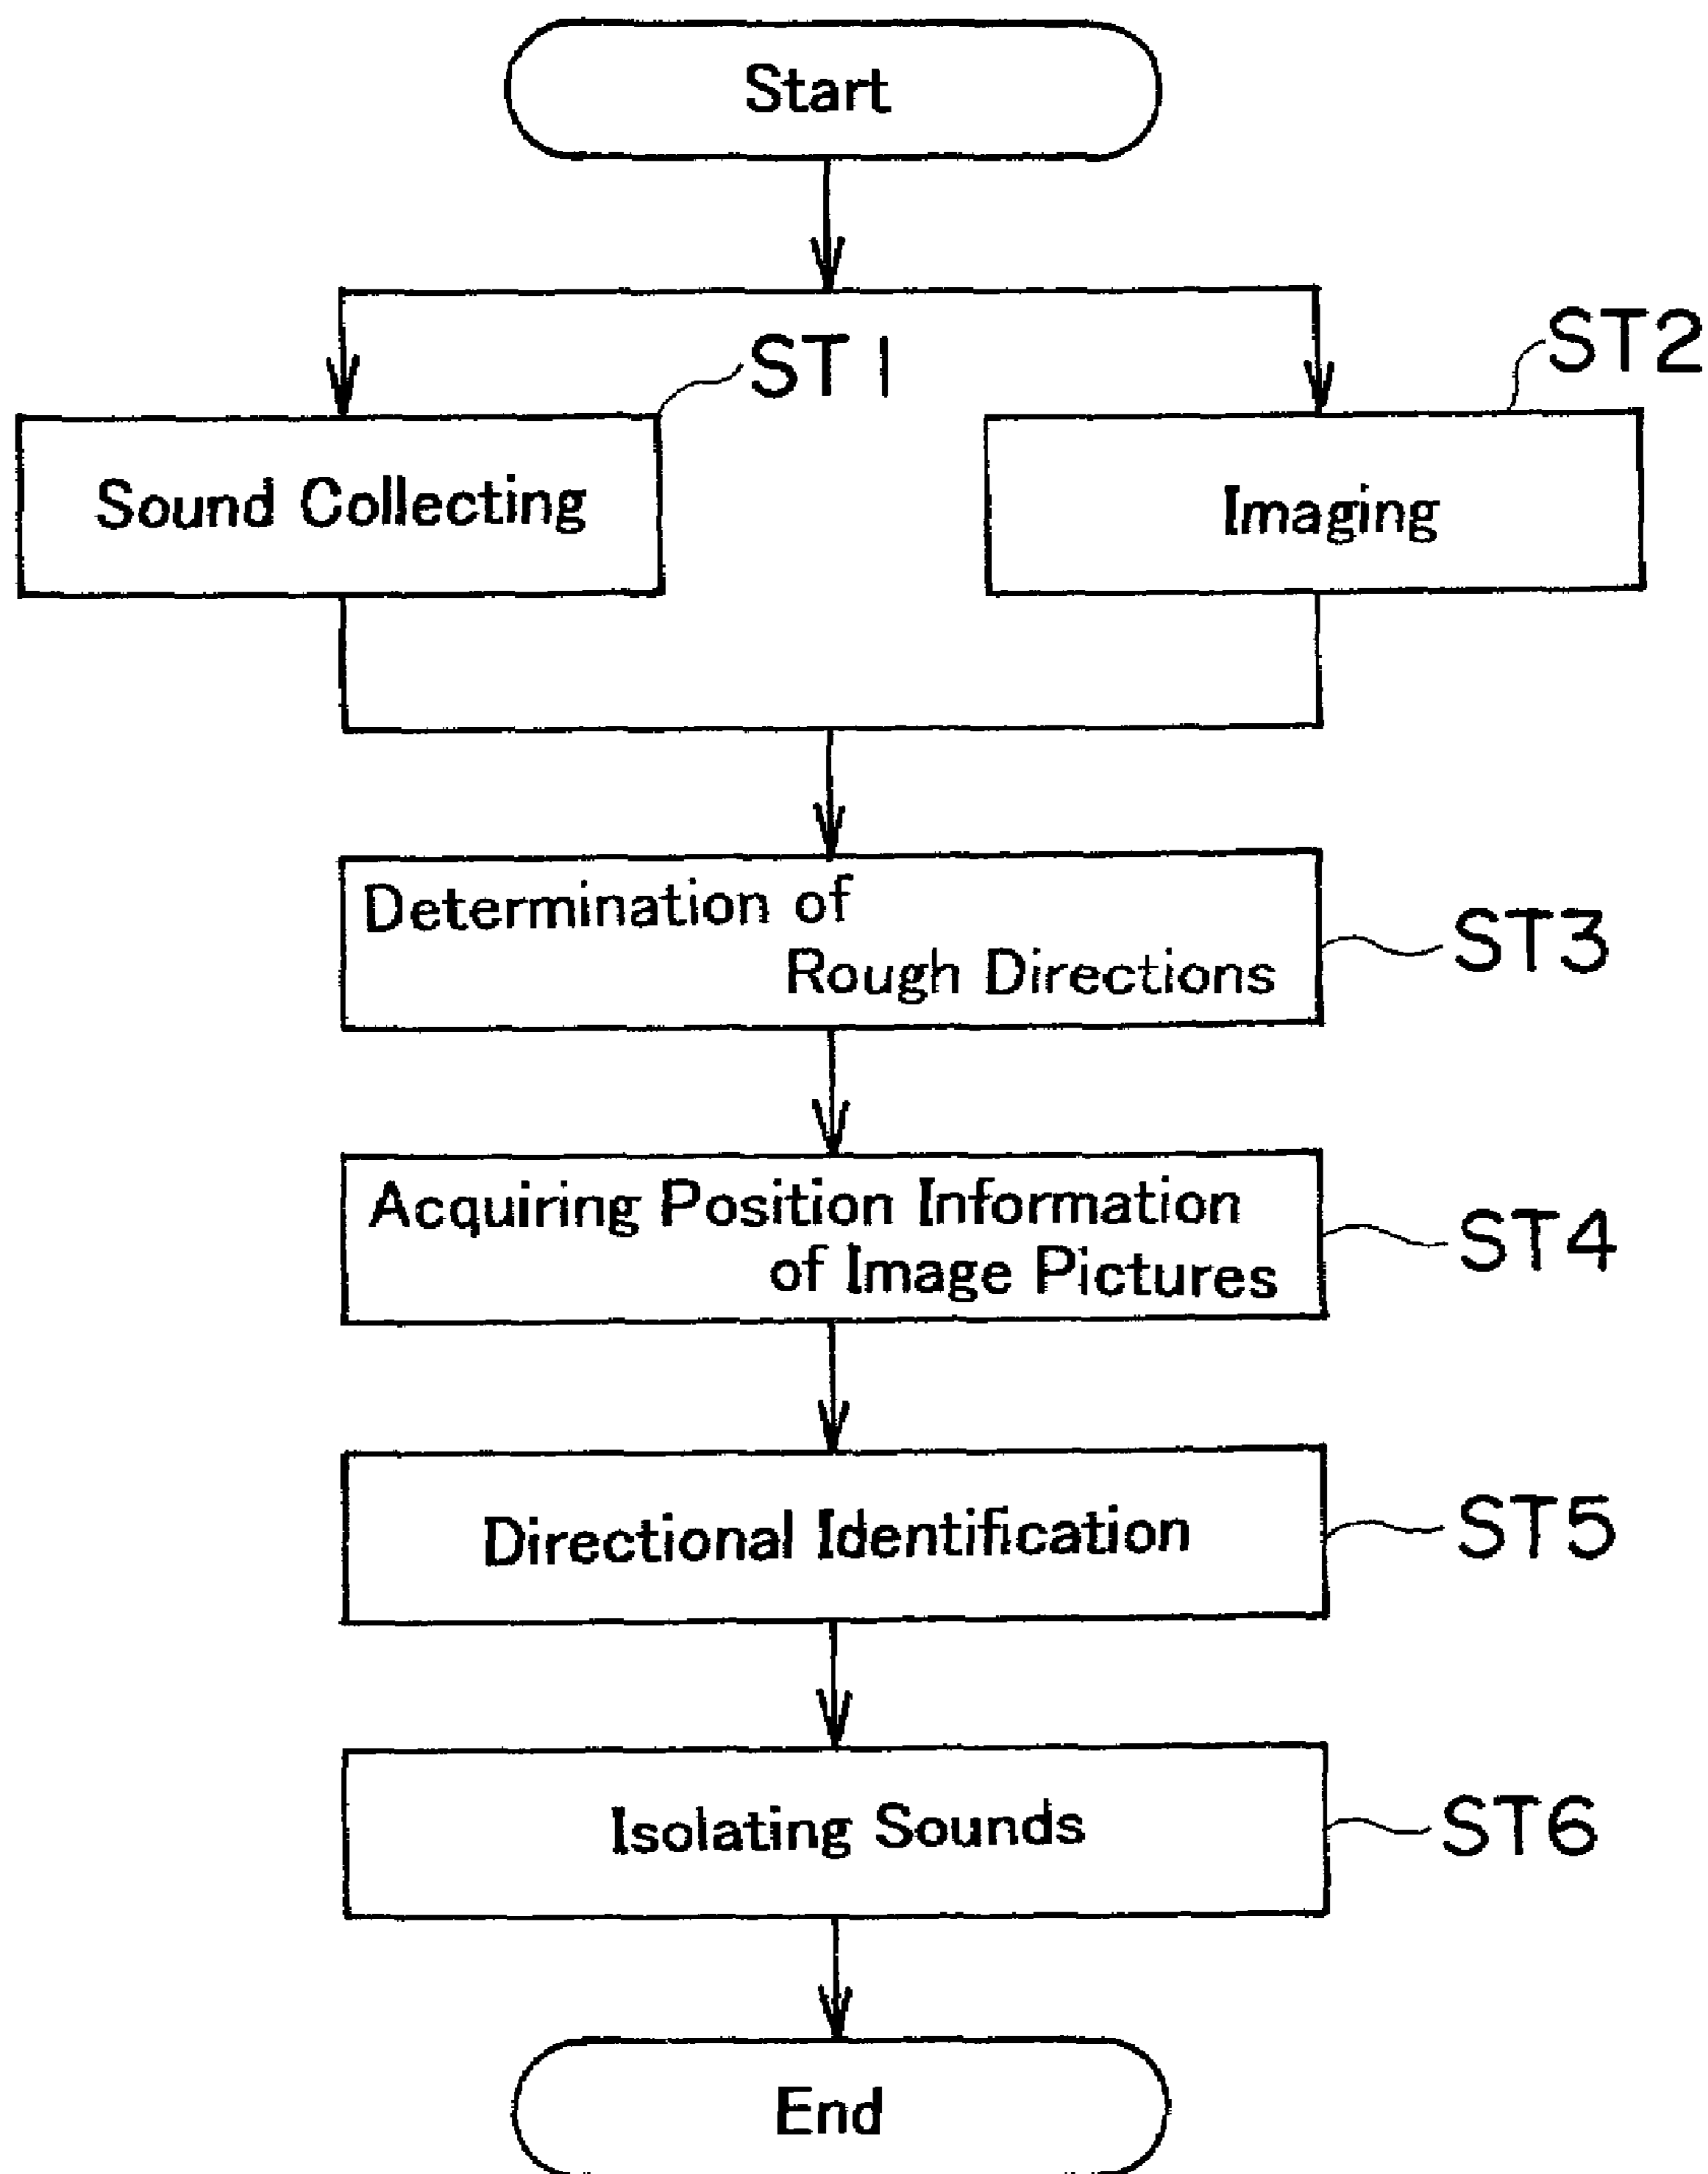 Start
ST1
ST2
Sound Collecting
Imaging
Determination of
Rough Directions
ST3
Acquiring Position Information
of Image Pictures
ST4
Directional Identification
ST5
Isolating Sounds
ST6
End